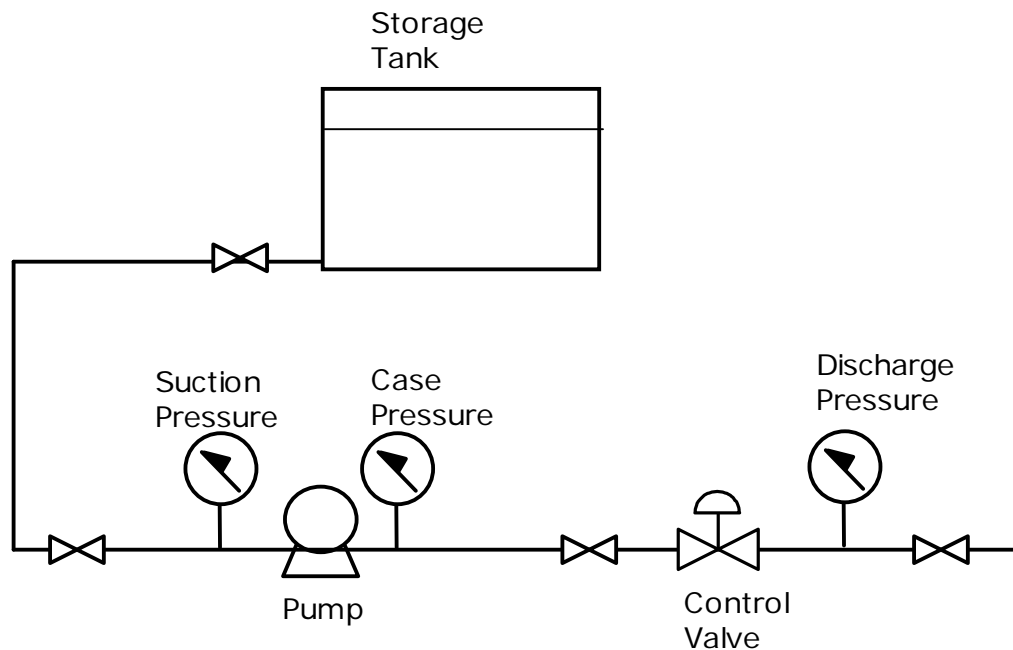 Storage
Tank
Suction
Pressure
Case
Pressure
Discharge
Pressure
Pump
Control
Valve